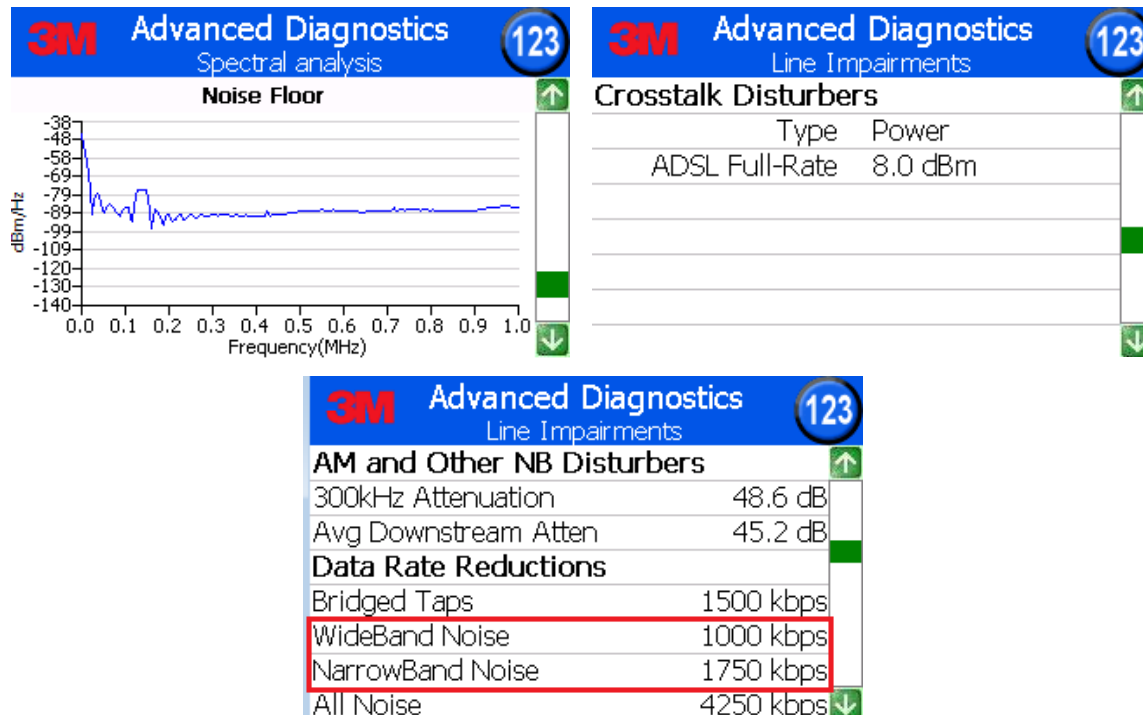 3M Advanced Diagnostics 123
Spectral analysis
Noise Floor
-38
-48
-58
-69
-79
-89
-99
-109
-120
-130
-140
dBm/Hz
0.0 0.1 0.2 0.3 0.4 0.5 0.6 0.7 0.8 0.9 1.0
Frequency(MHz)
3M Advanced Diagnostics 123
Line Impairments
Crosstalk Disturbers
Type Power
ADSL Full-Rate 8.0 dBm
3M Advanced Diagnostics 123
Line Impairments
AM and Other NB Disturbers
300kHz Attenuation 48.6 dB
Avg Downstream Atten 45.2 dB
Data Rate Reductions
Bridged Taps 1500 kbps
WideBand Noise 1000 kbps
NarrowBand Noise 1750 kbps
All Noise 4250 kbps